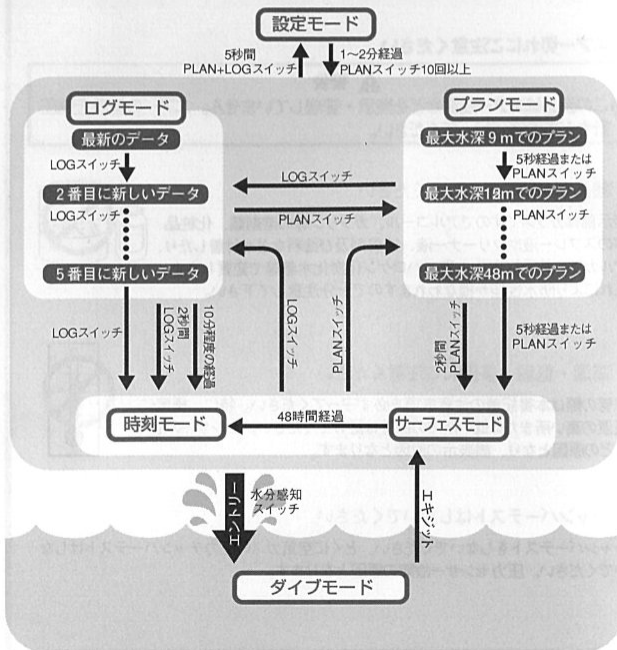 設定モード
5秒間
PLAN+LOGスイッチ
1～2分経過
PLANスイッチ10回以上
ログモード
最新のデータ
LOGスイッチ
2番目に新しいデータ
LOGスイッチ
5番目に新しいデータ
プランモード
最大水深9mでのプラン
5秒経過または
PLANスイッチ
最大水深12mでのプラン
PLANスイッチ
最大水深48mでのプラン
LOGスイッチ
PLANスイッチ
LOGスイッチ
2秒間
LOGスイッチ
10分程度の経過
LOGスイッチ
PLANスイッチ
2秒間
PLANスイッチ
5秒経過または
PLANスイッチ
時刻モード
48時間経過
サーフェスモード
エントリー
水分感知
スイッチ
エキジット
ダイブモード